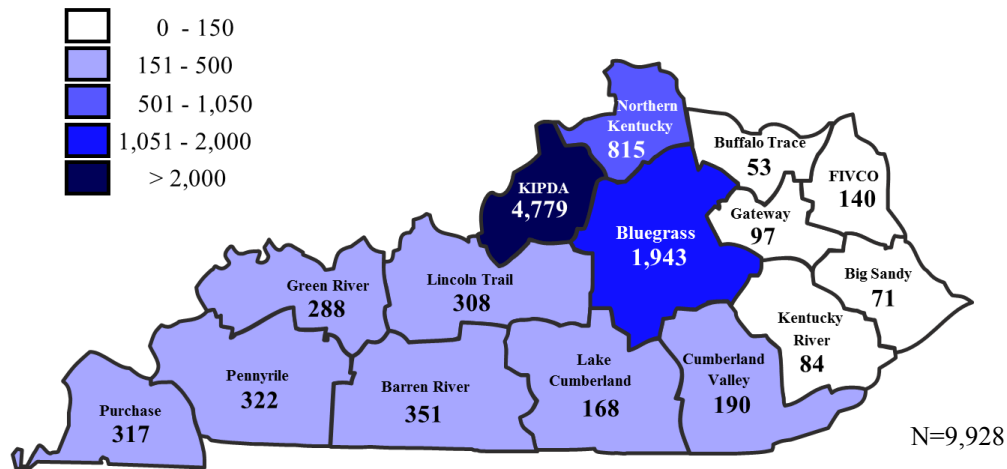 0 - 150
151 - 500
501 - 1,050
1,051 - 2,000
> 2,000
Northern
Kentucky
815
Buffalo Trace
53
FIVCO
140
KIPDA
4,779
Gateway
97
Bluegrass
1,943
Big Sandy
71
Green River
288
Lincoln Trail
308
Kentucky
River
84
Pennyrile
322
Barren River
351
Lake
Cumberland
168
Cumberland
Valley
190
Purchase
317
N=9,928